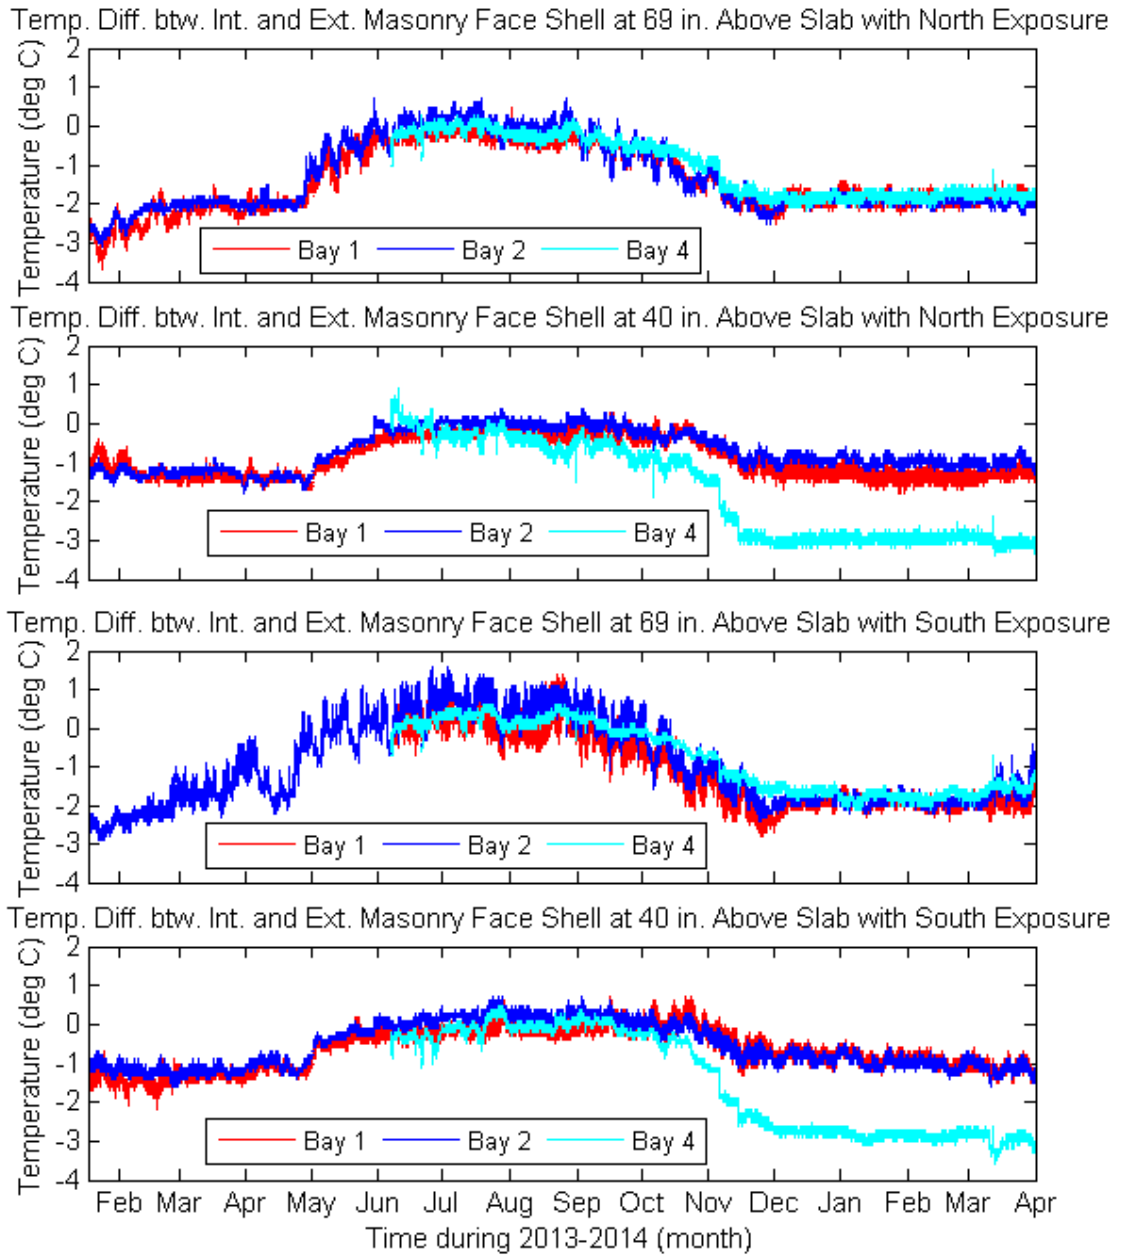 Temp. Diff. btw. Int. and Ext. Masonry Face Shell at 69 in. Above Slab with North Exposure
Temperature (deg C)
2
1
0
-1
-2
-3
-4
Bay 1 Bay 2 Bay 4
Temp. Diff. btw. Int. and Ext. Masonry Face Shell at 40 in. Above Slab with North Exposure
Temperature (deg C)
2
1
0
-1
-2
-3
-4
Bay 1 Bay 2 Bay 4
Temp. Diff. btw. Int. and Ext. Masonry Face Shell at 69 in. Above Slab with South Exposure
Temperature (deg C)
2
1
0
-1
-2
-3
-4
Bay 1 Bay 2 Bay 4
Temp. Diff. btw. Int. and Ext. Masonry Face Shell at 40 in. Above Slab with South Exposure
Temperature (deg C)
2
1
0
-1
-2
-3
-4
Bay 1 Bay 2 Bay 4
Feb Mar Apr May Jun Jul Aug Sep Oct Nov Dec Jan Feb Mar Apr
Time during 2013-2014 (month)